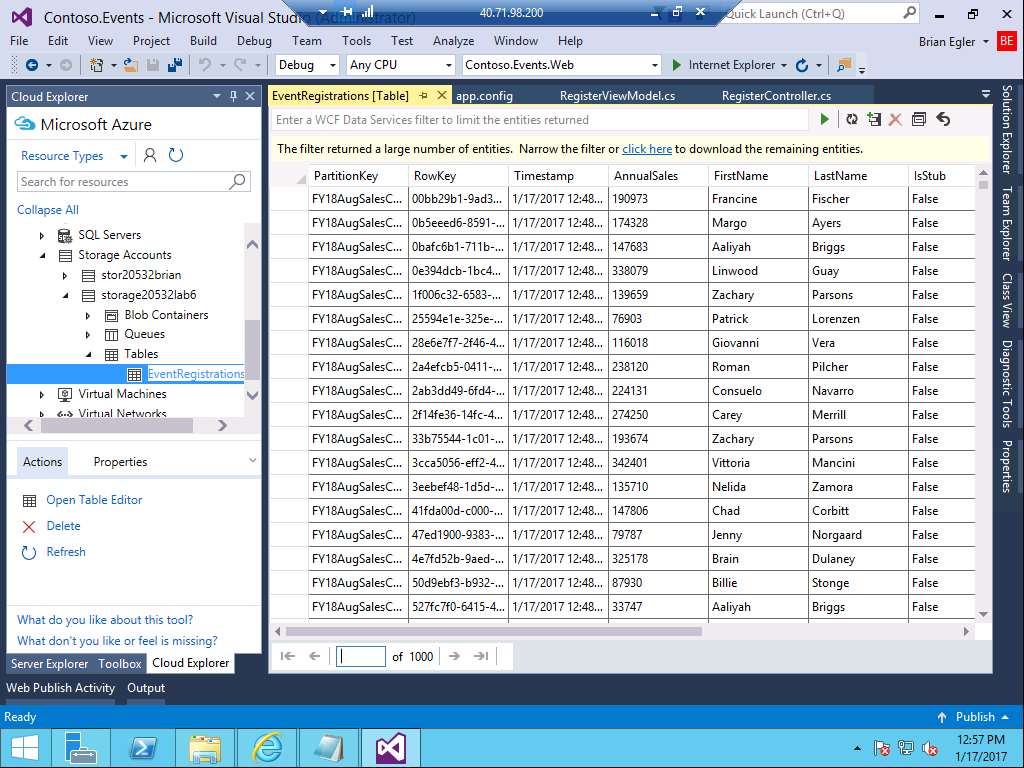 Contoso.Events - Microsoft Visual Studio (Administrator)
40.71.98.200
Quick Launch (Ctrl+Q)
File Edit View Project Build Debug Team Tools Test Analyze Window Help
Brian Egler
BE
Debug
Any CPU
Contoso.Events.Web
Internet Explorer
Cloud Explorer
Microsoft Azure
Resource Types
Search for resources
Collapse All
SQL Servers
Storage Accounts
stor20532brian
storage20532lab6
Blob Containers
Queues
Tables
EventRegistrations
Virtual Machines
Virtual Networks
Actions Properties
Open Table Editor
Delete
Refresh
What do you like about this tool?
What don't you like or feel is missing?
Server Explorer Toolbox Cloud Explorer
EventRegistrations [Table] app.config RegisterViewModel.cs RegisterController.cs
Enter a WCF Data Services filter to limit the entities returned
The filter returned a large number of entities. Narrow the filter or click here to download the remaining entities.
PartitionKey RowKey Timestamp AnnualSales FirstName LastName IsStub
FY18AugSalesC... 00bb29b1-9ad3... 1/17/2017 12:48... 190973 Francine Fischer False
FY18AugSalesC... 0b5eeed6-8591-... 1/17/2017 12:48... 174328 Margo Ayers False
FY18AugSalesC... 0bafc6b1-711b-... 1/17/2017 12:48... 147683 Aaliyah Briggs False
FY18AugSalesC... 0e394dcb-1bc4... 1/17/2017 12:48... 338079 Linwood Guay False
FY18AugSalesC... 1f006c32-6583-... 1/17/2017 12:48... 139659 Zachary Parsons False
FY18AugSalesC... 25594e1e-325e-... 1/17/2017 12:48... 76903 Patrick Lorenzen False
FY18AugSalesC... 28e6e7f7-2f46-4... 1/17/2017 12:48... 116018 Giovanni Vera False
FY18AugSalesC... 2a4efcb5-0411-... 1/17/2017 12:48... 238120 Roman Pilcher False
FY18AugSalesC... 2ab3dd49-6fd4-... 1/17/2017 12:48... 224131 Consuelo Navarro False
FY18AugSalesC... 2f14fe36-14fc-4... 1/17/2017 12:48... 274250 Carey Merrill False
FY18AugSalesC... 33b75544-1c01-... 1/17/2017 12:48... 193674 Zachary Parsons False
FY18AugSalesC... 3cca5056-eff2-4... 1/17/2017 12:48... 342401 Vittoria Mancini False
FY18AugSalesC... 3eebef48-1d5d-... 1/17/2017 12:48... 135710 Nelida Zamora False
FY18AugSalesC... 41fda00d-c000-... 1/17/2017 12:48... 147806 Chad Corbitt False
FY18AugSalesC... 47ed1900-9383-... 1/17/2017 12:48... 79787 Jenny Norgaard False
FY18AugSalesC... 4e7fd52b-9aed-... 1/17/2017 12:48... 325178 Brain Dulaney False
FY18AugSalesC... 50d9ebf3-b932-... 1/17/2017 12:48... 87930 Billie Stonge False
FY18AugSalesC... 527fc7f0-6415-4... 1/17/2017 12:48... 33747 Aaliyah Briggs False
of 1000
Solution Explorer
Team Explorer
Class View
Diagnostic Tools
Properties
Web Publish Activity Output
Ready
Publish
12:57 PM
1/17/2017